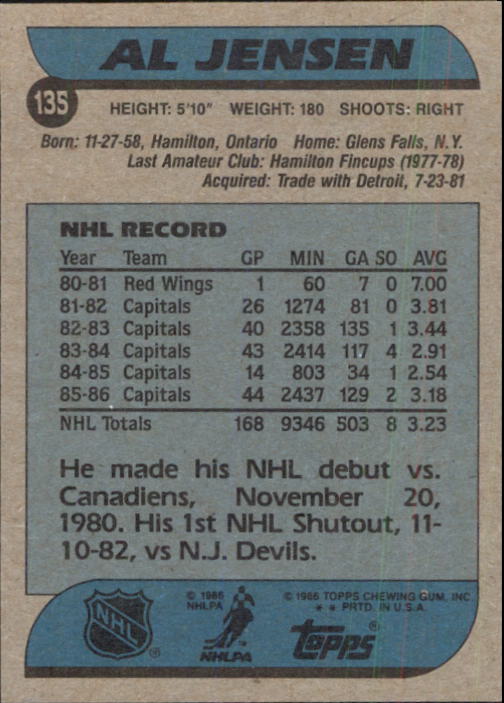 AL JENSEN
135
HEIGHT: 5'10" WEIGHT: 180 SHOOTS: RIGHT
Born: 11-27-58, Hamilton, Ontario Home: Glens Falls, N.Y.
Last Amateur Club: Hamilton Fincups (1977-78)
Acquired: Trade with Detroit, 7-23-81
NHL RECORD
Year Team GP MIN GA SO AVG
80-81 Red Wings 1 60 7 0 7.00
81-82 Capitals 26 1274 81 0 3.81
82-83 Capitals 40 2358 135 1 3.44
83-84 Capitals 43 2414 117 4 2.91
84-85 Capitals 14 803 34 1 2.54
85-86 Capitals 44 2437 129 2 3.18
NHL Totals 168 9346 503 8 3.23
He made his NHL debut vs.
Canadiens, November 20,
1980. His 1st NHL Shutout, 11-
10-82, vs N.J. Devils.
© 1986 © 1986 TOPPS CHEWING GUM, INC.
NHLPA * * PRTD. IN U.S.A.
NHL ® NHLPA topps ®